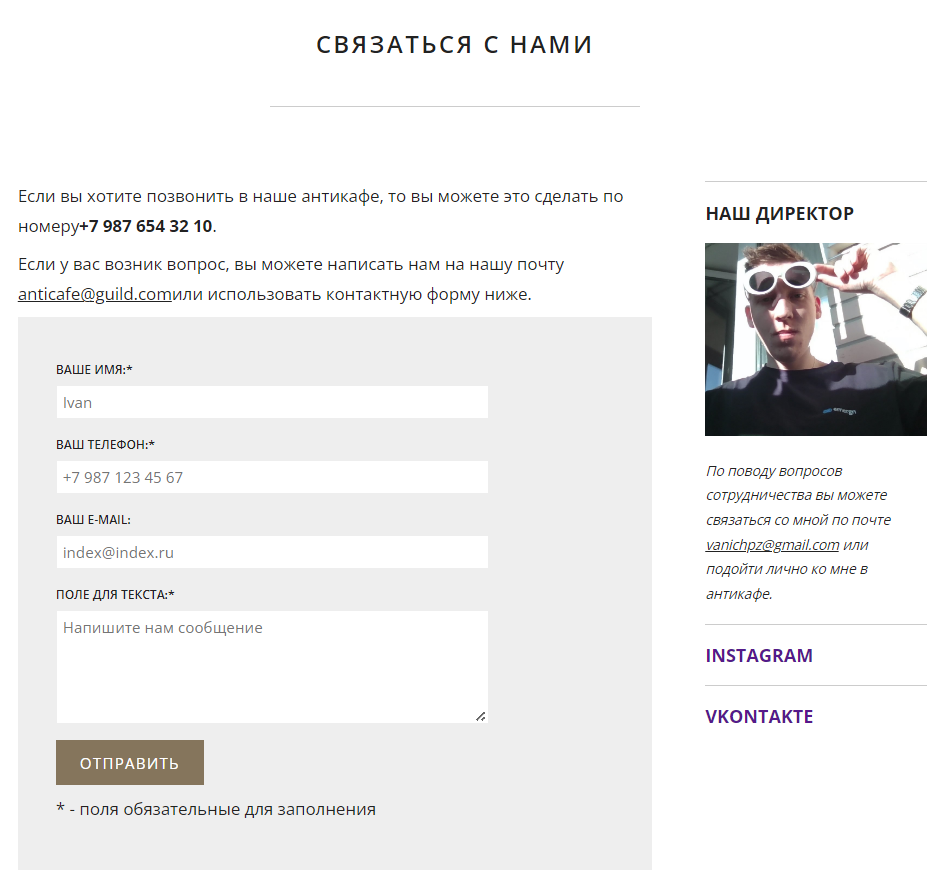 СВЯЗАТЬСЯ С НАМИ
Если вы хотите позвонить в наше антикафе, то вы можете это сделать по
номеру+7 987 654 32 10.
Если у вас возник вопрос, вы можете написать нам на нашу почту
anticafe@guild.comили использовать контактную форму ниже.
ВАШЕ ИМЯ:*
Ivan
ВАШ ТЕЛЕФОН:*
+7 987 123 45 67
ВАШ E-MAIL:
index@index.ru
ПОЛЕ ДЛЯ ТЕКСТА:*
Напишите нам сообщение
ОТПРАВИТЬ
* - поля обязательные для заполнения
НАШ ДИРЕКТОР
По поводу вопросов
сотрудничества вы можете
связаться со мной по почте
vanichpz@gmail.com или
подойти лично ко мне в
антикафе.
INSTAGRAM
VKONTAKTE